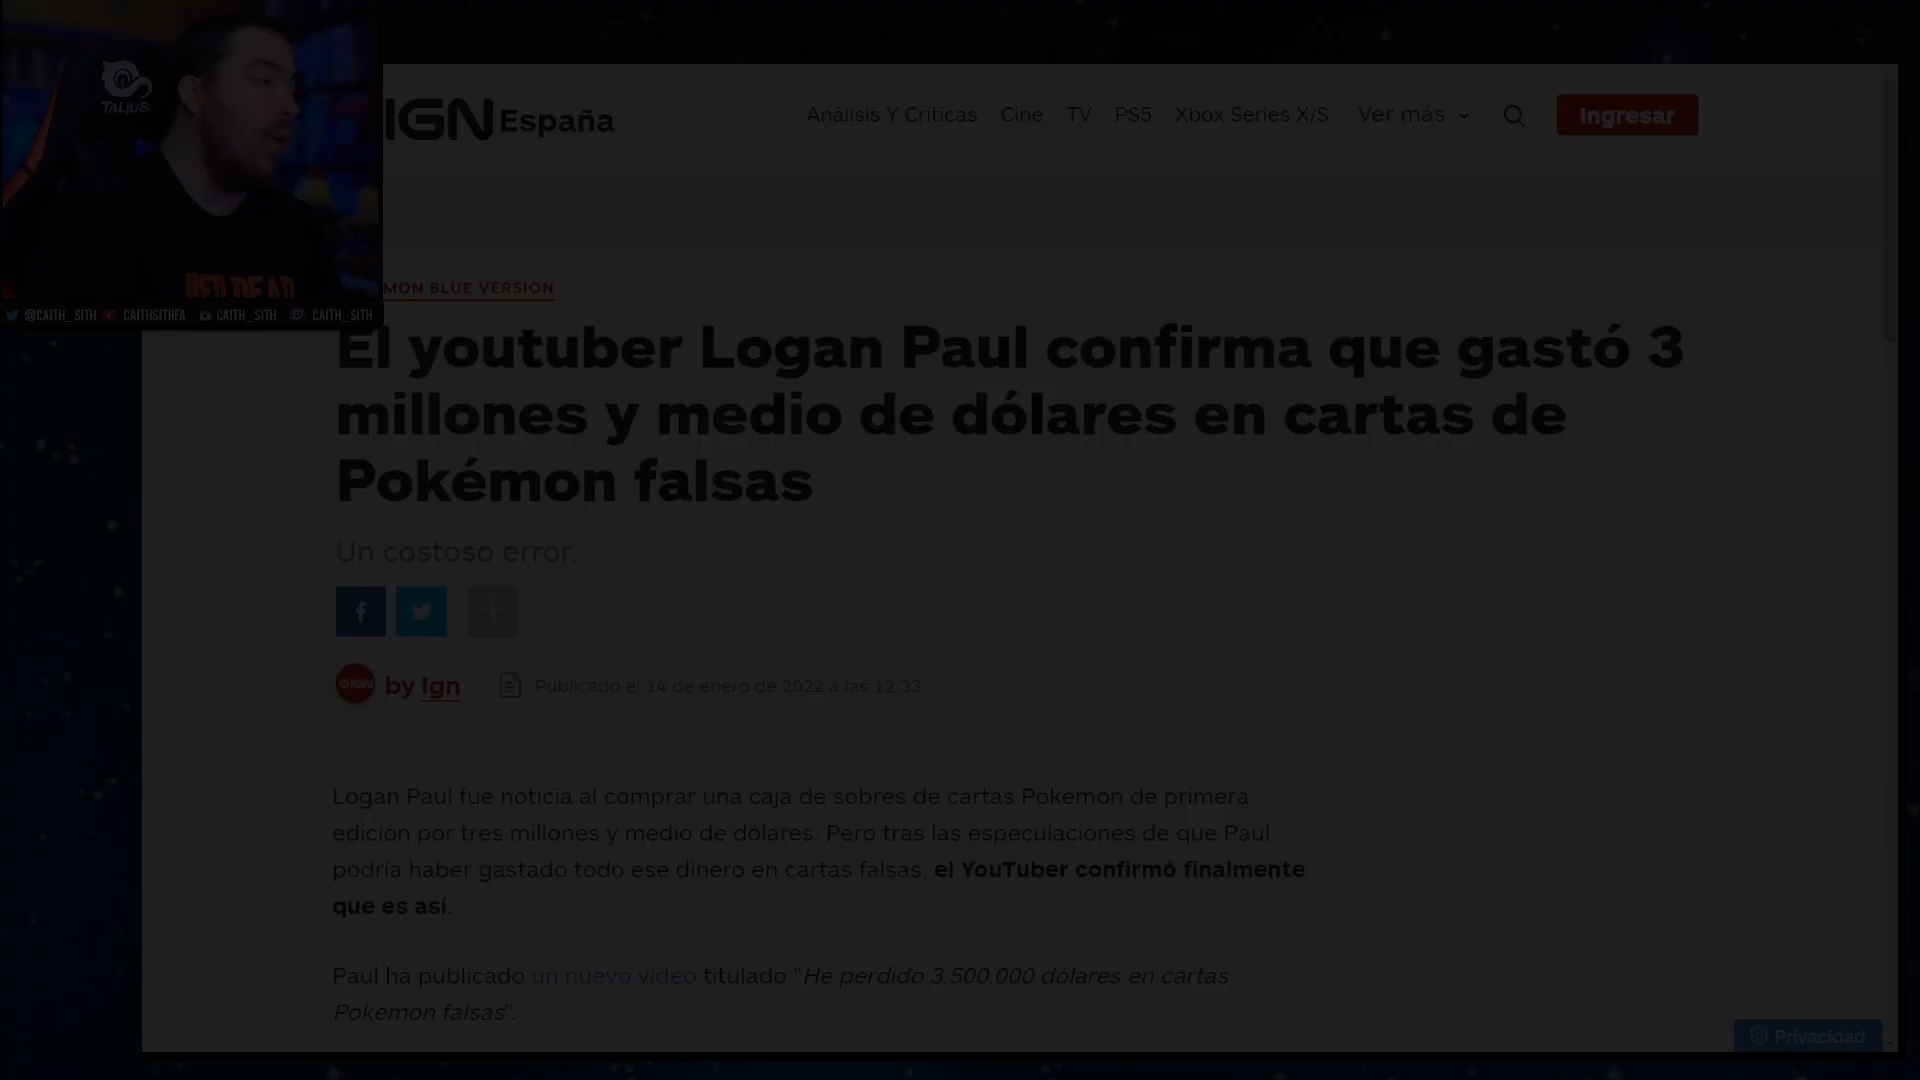 TALIUS
RED DEAD
@CAITH_SITH CAITHSITHFA CAITH_SITH CAITH_SITH
IGN España
Análisis Y Críticas Cine TV PS5 Xbox Series X/S Ver más Ingresar
MON BLUE VERSION
El youtuber Logan Paul confirma que gastó 3
millones y medio de dólares en cartas de
Pokémon falsas
Un costoso error.
by Ign Publicado el 14 de enero de 2022 a las 12:33
Logan Paul fue noticia al comprar una caja de sobres de cartas Pokémon de primera
edición por tres millones y medio de dólares. Pero tras las especulaciones de que Paul
podría haber gastado todo ese dinero en cartas falsas, el YouTuber confirmó finalmente
que es así.
Paul ha publicado un nuevo vídeo titulado "He perdido 3.500.000 dólares en cartas
Pokemon falsas".
Privacidad